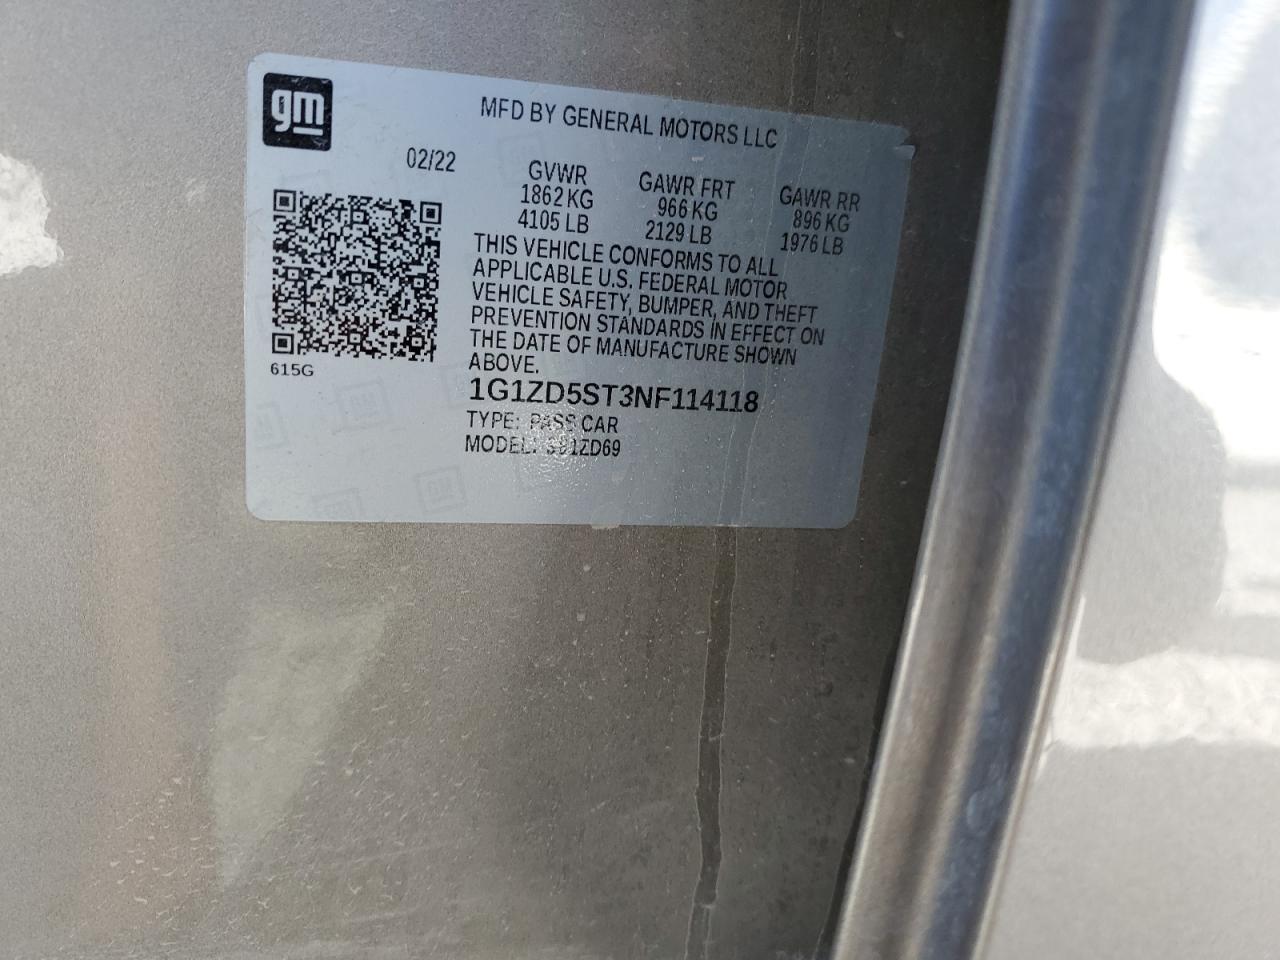 gm
MFD BY GENERAL MOTORS LLC
02/22
GVWR GAWR FRT GAWR RR
1862 KG 966 KG 896 KG
4105 LB 2129 LB 1976 LB
THIS VEHICLE CONFORMS TO ALL
APPLICABLE U.S. FEDERAL MOTOR
VEHICLE SAFETY, BUMPER, AND THEFT
PREVENTION STANDARDS IN EFFECT ON
THE DATE OF MANUFACTURE SHOWN
ABOVE.
615G
1G1ZD5ST3NF114118
TYPE: PASS CAR
MODEL: